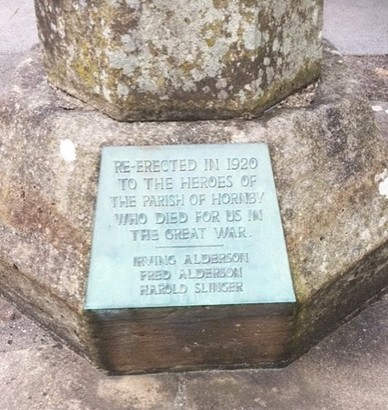 RE-ERECTED IN 1920
TO THE HEROES OF
THE PARISH OF HORNBY
WHO DIED FOR US IN
THE GREAT WAR.
IRVING ALDERSON
FRED ALDERSON
HAROLD SLINGER